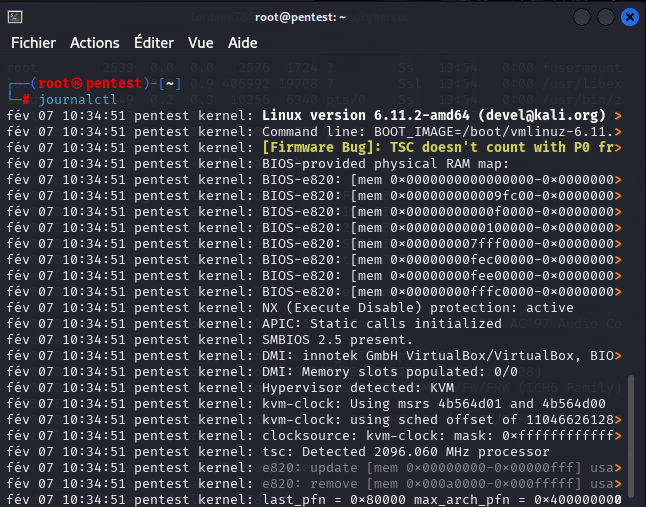 root@pentest: ~
Fichier Actions Éditer Vue Aide
┌──(root㉿pentest)-[~]
└─# journalctl
fév 07 10:34:51 pentest kernel: Linux version 6.11.2-amd64 (devel@kali.org) >
fév 07 10:34:51 pentest kernel: Command line: BOOT_IMAGE=/boot/vmlinuz-6.11.>
fév 07 10:34:51 pentest kernel: [Firmware Bug]: TSC doesn't count with P0 fr>
fév 07 10:34:51 pentest kernel: BIOS-provided physical RAM map:
fév 07 10:34:51 pentest kernel: BIOS-e820: [mem 0x0000000000000000-0x0000000>
fév 07 10:34:51 pentest kernel: BIOS-e820: [mem 0x000000000009fc00-0x0000000>
fév 07 10:34:51 pentest kernel: BIOS-e820: [mem 0x00000000000f0000-0x0000000>
fév 07 10:34:51 pentest kernel: BIOS-e820: [mem 0x0000000000100000-0x0000000>
fév 07 10:34:51 pentest kernel: BIOS-e820: [mem 0x000000007fff0000-0x0000000>
fév 07 10:34:51 pentest kernel: BIOS-e820: [mem 0x00000000fec00000-0x0000000>
fév 07 10:34:51 pentest kernel: BIOS-e820: [mem 0x00000000fee00000-0x0000000>
fév 07 10:34:51 pentest kernel: BIOS-e820: [mem 0x00000000fffc0000-0x0000000>
fév 07 10:34:51 pentest kernel: NX (Execute Disable) protection: active
fév 07 10:34:51 pentest kernel: APIC: Static calls initialized
fév 07 10:34:51 pentest kernel: SMBIOS 2.5 present.
fév 07 10:34:51 pentest kernel: DMI: innotek GmbH VirtualBox/VirtualBox, BIO>
fév 07 10:34:51 pentest kernel: DMI: Memory slots populated: 0/0
fév 07 10:34:51 pentest kernel: Hypervisor detected: KVM
fév 07 10:34:51 pentest kernel: kvm-clock: Using msrs 4b564d01 and 4b564d00
fév 07 10:34:51 pentest kernel: kvm-clock: using sched offset of 11046626128>
fév 07 10:34:51 pentest kernel: clocksource: kvm-clock: mask: 0xffffffffffff>
fév 07 10:34:51 pentest kernel: tsc: Detected 2096.060 MHz processor
fév 07 10:34:51 pentest kernel: e820: update [mem 0x00000000-0x00000fff] usa>
fév 07 10:34:51 pentest kernel: e820: remove [mem 0x000a0000-0x000fffff] usa>
fév 07 10:34:51 pentest kernel: last_pfn = 0x80000 max_arch_pfn = 0x400000000